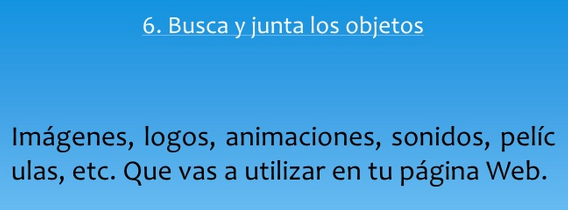 6. Busca y junta los objetos
Imágenes, logos, animaciones, sonidos, pelíc
ulas, etc. Que vas a utilizar en tu página Web.